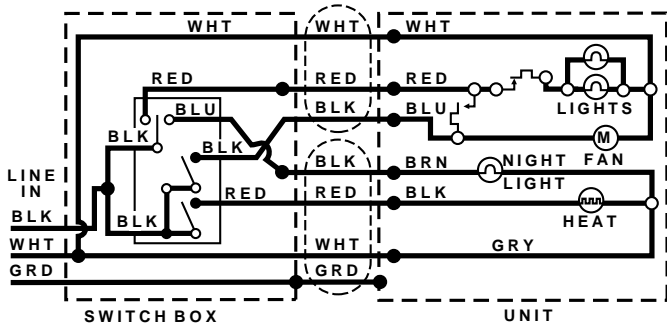 WHT WHT WHT
RED RED RED
LIGHTS
BLU BLK BLU
BLK BLK
M
FAN
LINE
IN
BLK BRN NIGHT
LIGHT
RED RED BLK
BLK
BLK
HEAT
WHT WHT GRY
GRD GRD
SWITCH BOX UNIT